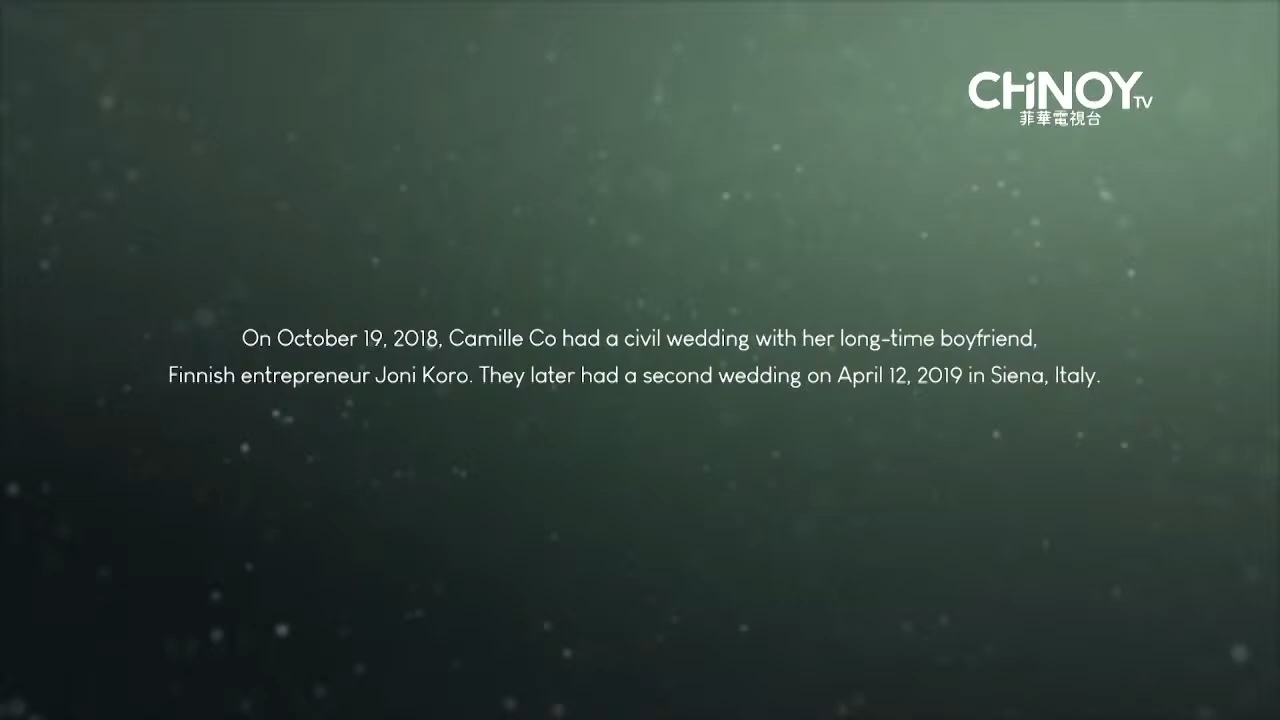 CHiNOY TV
菲華電視台
On October 19, 2018, Camille Co had a civil wedding with her long-time boyfriend,
Finnish entrepreneur Joni Koro. They later had a second wedding on April 12, 2019 in Siena, Italy.